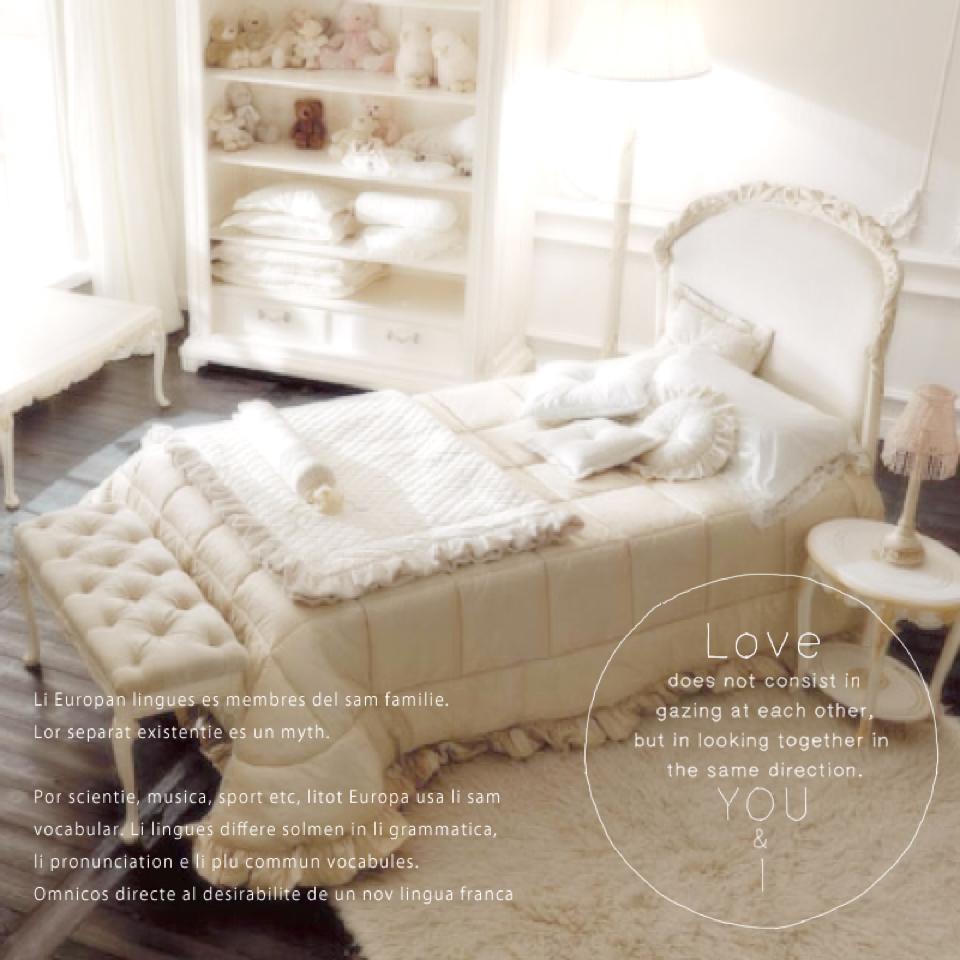 Li Europan lingues es membres del sam familie.
Lor separat existentie es un myth.
Por scientie, musica, sport etc, litot Europa usa li sam
vocabular. Li lingues differe solmen in li grammatica,
li pronunciation e li plu commun vocabules.
Omnicos directe al desirabilite de un nov lingua franca
Love
does not consist in
gazing at each other,
but in looking together in
the same direction.
YOU
&
I